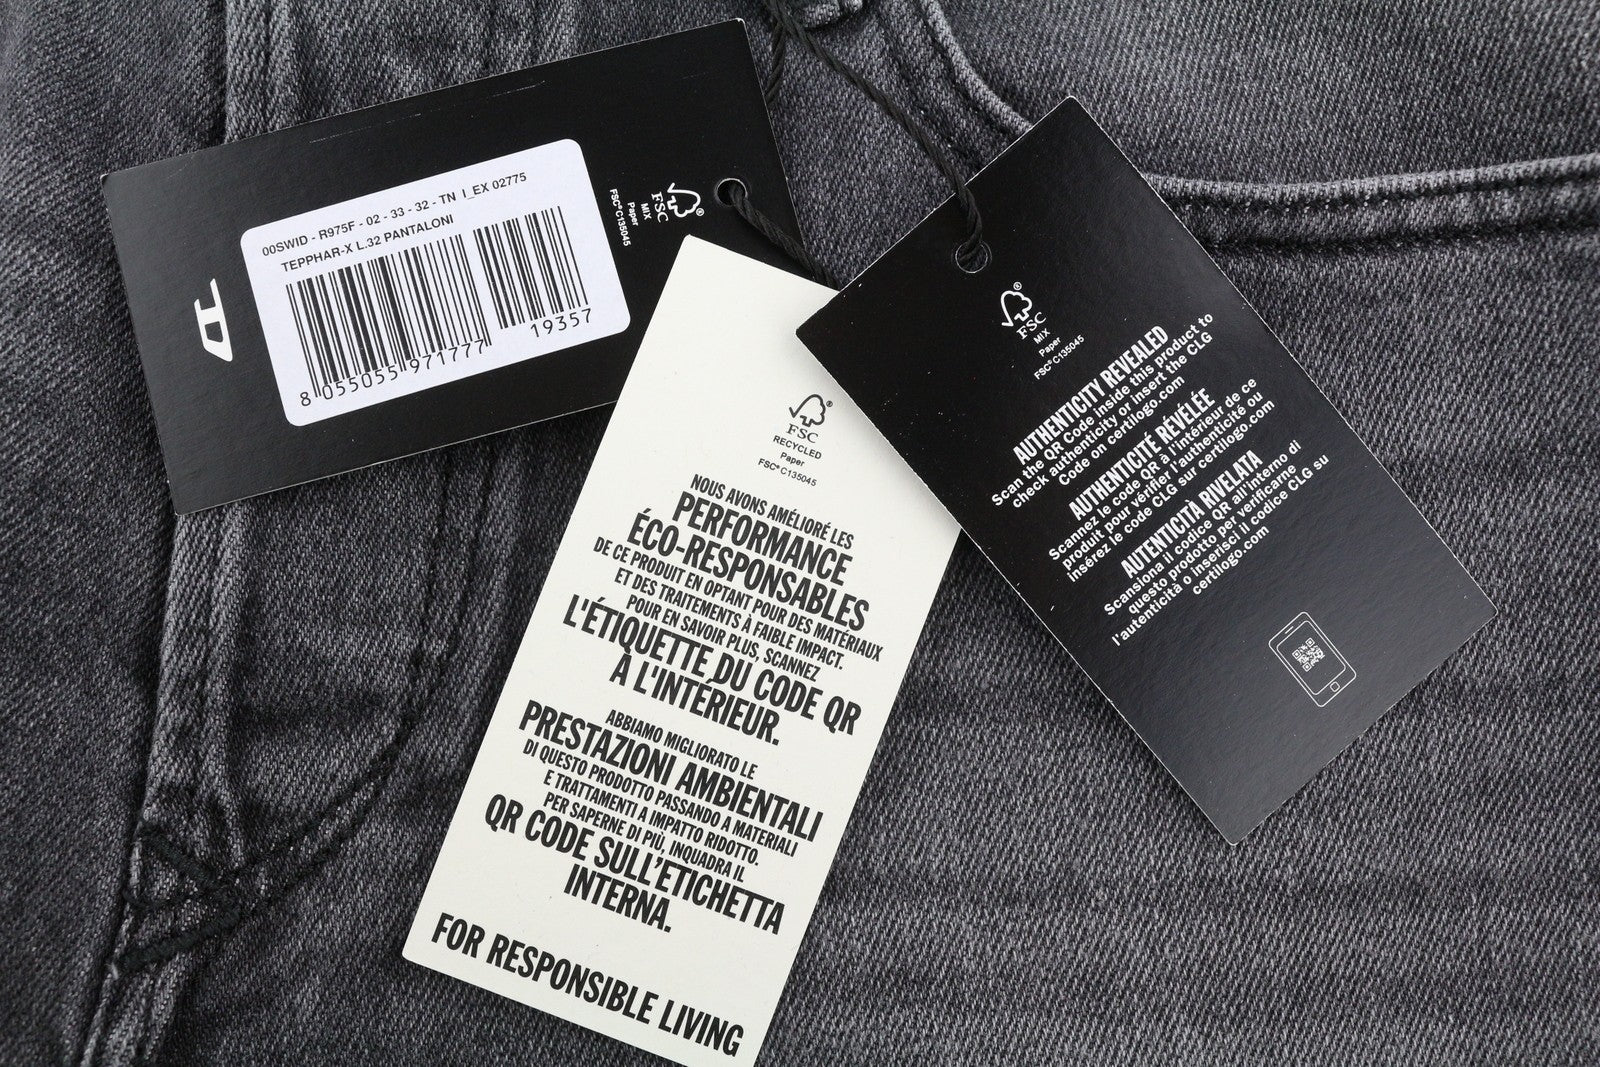 00SWID - R975F - 02 - 33 - 32 - TN I_EX 02775
TEPPHAR-X L.32 PANTALONI
8 055055 971777
19357
FSC®
MIX
Paper
FSC® C135045
D
FSC
RECYCLED
Paper
FSC® C135045
NOUS AVONS AMÉLIORÉ LES
PERFORMANCE
ÉCO-RESPONSABLES
DE CE PRODUIT EN OPTANT POUR DES MATÉRIAUX
ET DES TRAITEMENTS À FAIBLE IMPACT.
POUR EN SAVOIR PLUS, SCANNEZ
L'ÉTIQUETTE DU CODE QR
À L'INTÉRIEUR.
ABBIAMO MIGLIORATO LE
PRESTAZIONI AMBIENTALI
DI QUESTO PRODOTTO PASSANDO A MATERIALI
E TRATTAMENTI A IMPATTO RIDOTTO.
PER SAPERNE DI PIÙ, INQUADRA IL
QR CODE SULL'ETICHETTA
INTERNA.
FOR RESPONSIBLE LIVING
FSC
MIX
Paper
FSC® C135045
AUTHENTICITY REVEALED
Scan the QR Code inside this product to
check authenticity or insert the CLG
Code on certilogo.com
AUTHENTICITÉ RÉVÉLÉE
Scannez le code QR à l'intérieur de ce
produit pour vérifier l'authenticité ou
insérez le code CLG sur certilogo.com
AUTENTICITÀ RIVELATA
Scansiona il codice QR all'interno di
questo prodotto per verificarne
l'autenticità o inserisci il codice CLG su
certilogo.com